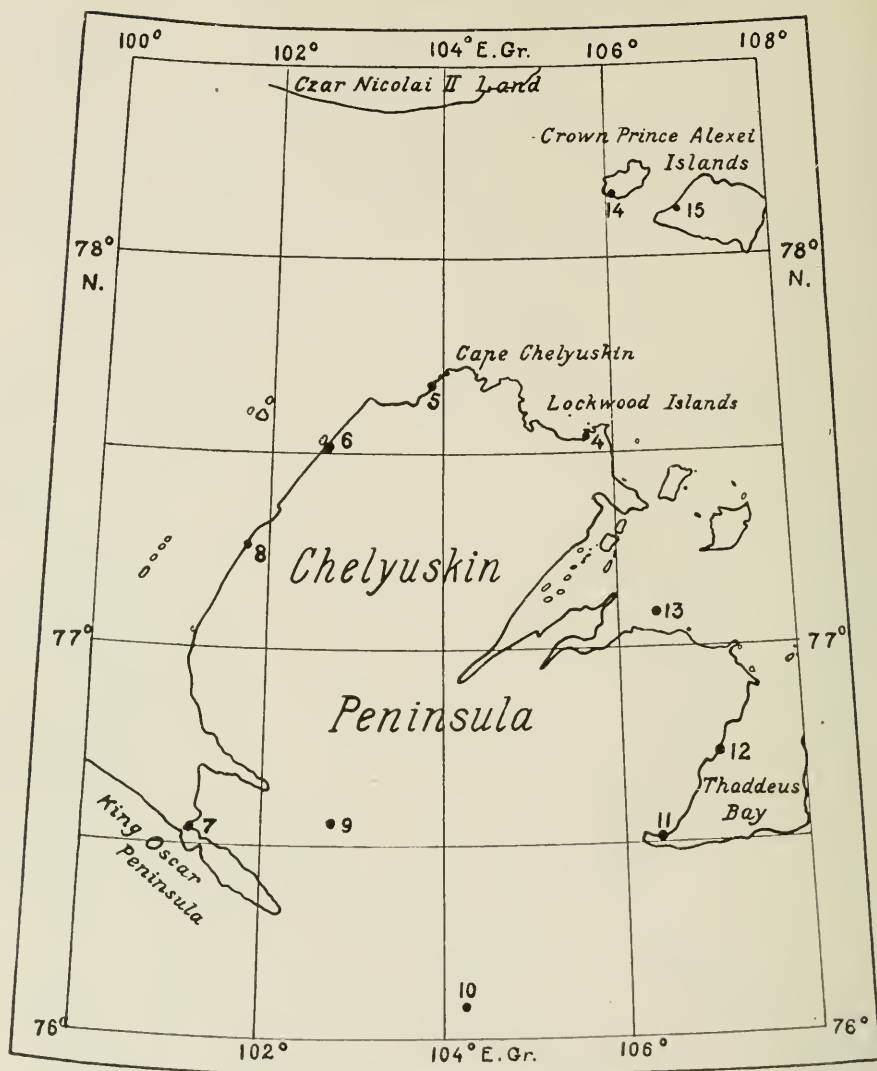 100°
102°
104° E. Gr.
106°
108°
Czar Nicolai II Land
Crown Prince Alexei
Islands
14
15
78°
78°
N.
N.
Cape Chelyuskin
5
Lockwood Islands
6
4
8
Chelyuskin
13
77°
77°
Peninsula
12
Thaddeus
Bay
King Oscar
Peninsula
7
9
11
10
76°
76°
102°
104° E. Gr.
106°